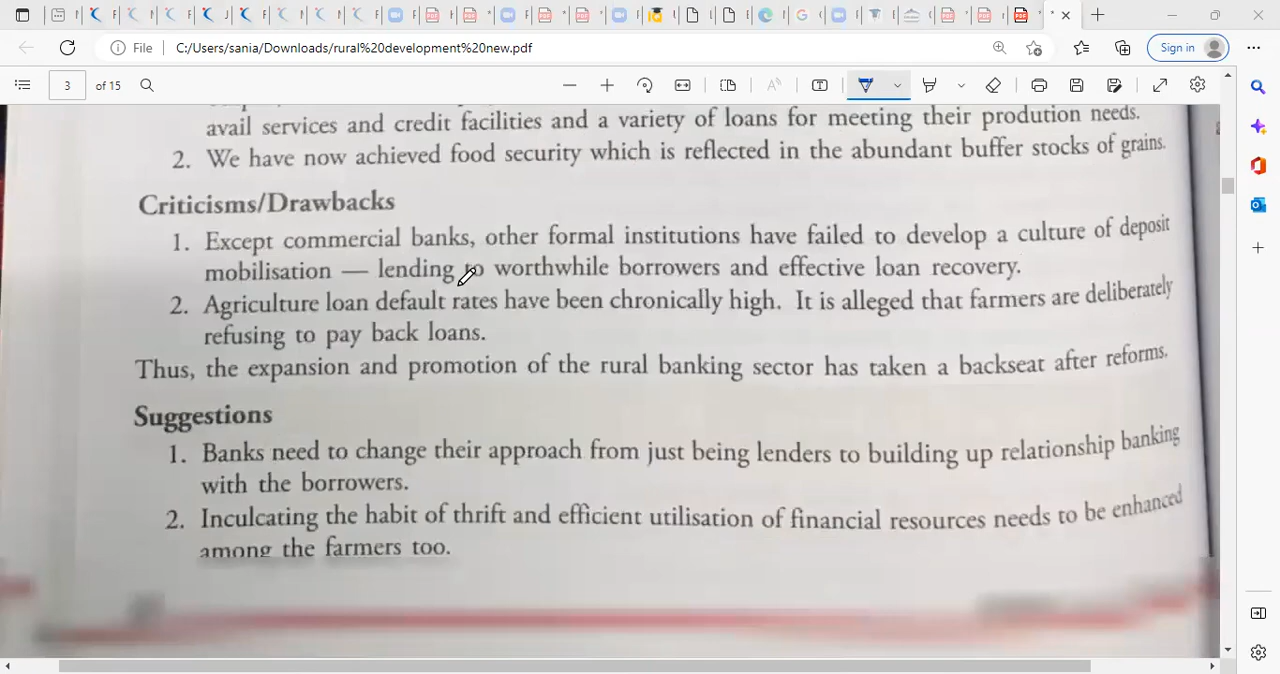 File
C:/Users/sania/Downloads/rural%20development%20new.pdf
Sign in
3 of 15
avail services and credit facilities and a variety of loans for meeting their prodution needs.
2. We have now achieved food security which is reflected in the abundant buffer stocks of grains.
Criticisms/Drawbacks
1. Except commercial banks, other formal institutions have failed to develop a culture of deposit
mobilisation — lending to worthwhile borrowers and effective loan recovery.
2. Agriculture loan default rates have been chronically high. It is alleged that farmers are deliberately
refusing to pay back loans.
Thus, the expansion and promotion of the rural banking sector has taken a backseat after reforms.
Suggestions
1. Banks need to change their approach from just being lenders to building up relationship banking
with the borrowers.
2. Inculcating the habit of thrift and efficient utilisation of financial resources needs to be enhanced
among the farmers too.